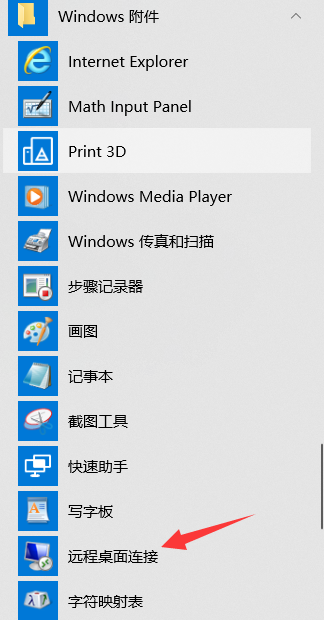 Windows 附件
Internet Explorer
Math Input Panel
Print 3D
Windows Media Player
Windows 传真和扫描
步骤记录器
画图
记事本
截图工具
快速助手
写字板
远程桌面连接
字符映射表